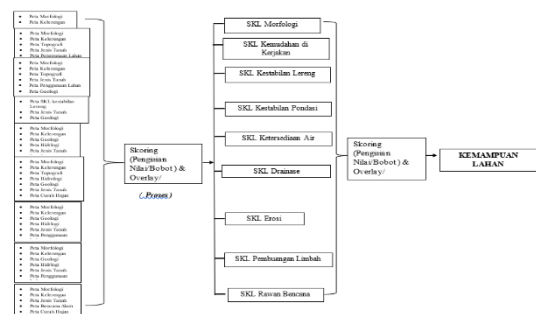 Peta Morfologi
Peta Kelerengan
Peta Morfologi
Peta Kelerengan
Peta Topografi
Peta Jenis Tanah
Peta Penggunaan Lahan
Peta Morfologi
Peta Kelerengan
Peta Topografi
Peta Jenis Tanah
Peta Penggunaan Lahan
Peta Geologi
Peta SKL kestabilan
Lereng
Peta Jenis Tanah
Peta Geologi
Peta Morfologi
Peta Kelerengan
Peta Geologi
Peta Hidrologi
Peta Jenis Tanah
Peta Morfologi
Peta Kelerengan
Peta Topografi
Peta Hidrologi
Peta Geologi
Peta Jenis Tanah
Peta Curah Hujan
Peta Morfologi
Peta Kelerengan
Peta Geologi
Peta Jenis Tanah
Peta Penggunaan
Peta Morfologi
Peta Kelerengan
Peta Geologi
Peta Jenis Tanah
Peta Penggunaan
Peta Morfologi
Peta Kelerengan
Peta Jenis Tanah
Peta Bencana Alam
Peta Curah Hujan
Skoring
(Pengisian
Nilai/Bobot) &
Overlay/
(Proses)
SKL Morfologi
SKL Kemudahan di
Kerjakan
SKL Kestabilan Lereng
SKL Kestabilan Pondasi
SKL Ketersediaan Air
SKL Drainase
SKL Erosi
SKL Pembuangan Limbah
SKL Rawan Bencana
Skoring
(Pengisian
Nilai/Bobot) &
Overlay/
KEMAMPUAN
LAHAN